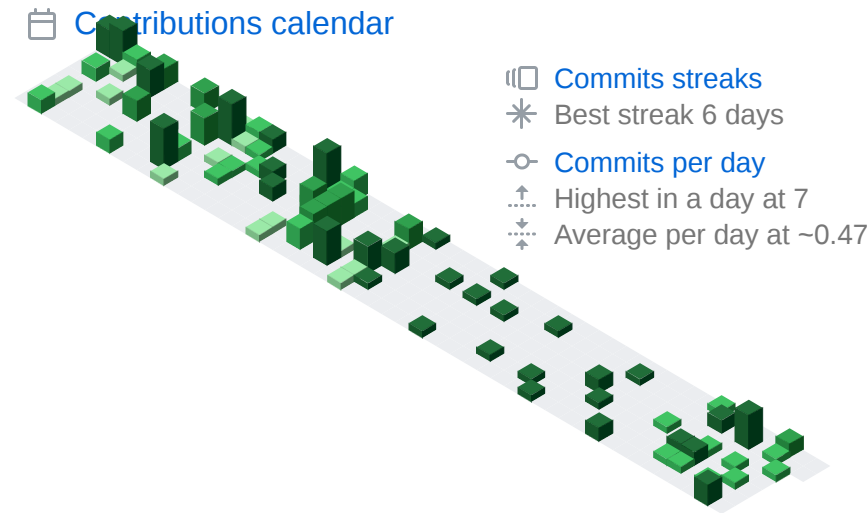 Contributions calendar
Commits streaks
Best streak 6 days
Commits per day
Highest in a day at 7
Average per day at ~0.47